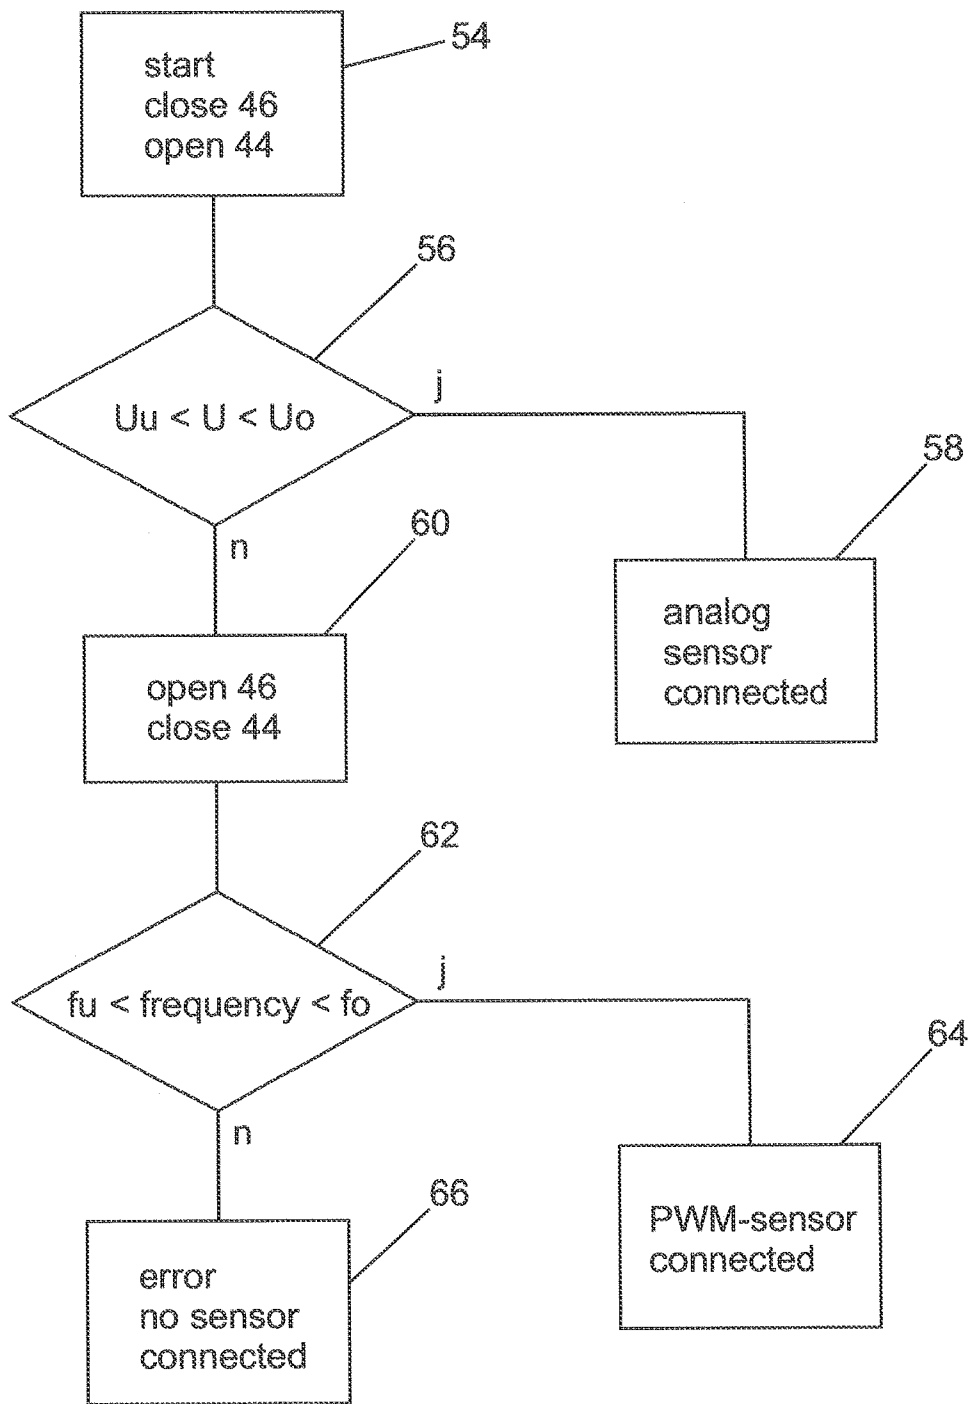 54
start
close 46
open 44
56
j
Uu < U < Uo
58
n
60
analog
sensor
connected
open 46
close 44
62
j
fu < frequency < fo
64
n
66
PWM-sensor
connected
error
no sensor
connected